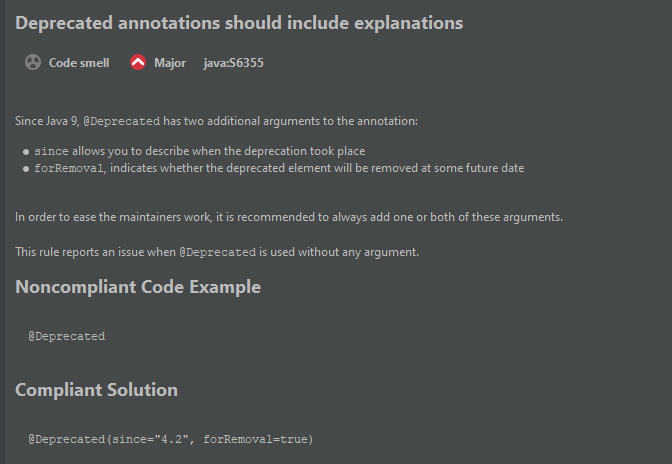 Deprecated annotations should include explanations
Code smell Major java:S6355
Since Java 9, @Deprecated has two additional arguments to the annotation:
● since allows you to describe when the deprecation took place
● forRemoval, indicates whether the deprecated element will be removed at some future date
In order to ease the maintainers work, it is recommended to always add one or both of these arguments.
This rule reports an issue when @Deprecated is used without any argument.
Noncompliant Code Example
@Deprecated
Compliant Solution
@Deprecated(since="4.2", forRemoval=true)